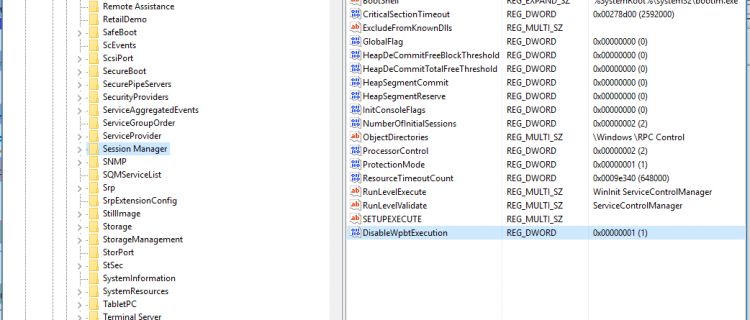 Remote Assistance
RetailDemo
SafeBoot
ScEvents
ScsiPort
SecureBoot
SecurePipeServers
SecurityProviders
ServiceAggregatedEvents
ServiceGroupOrder
ServiceProvider
Session Manager
SNMP
SQMServiceList
Srp
SrpExtensionConfig
StillImage
Storage
StorageManagement
StorPort
StSec
SystemInformation
SystemResources
TabletPC
Terminal Server
BootShell REG_EXPAND_SZ %SystemRoot%\system32\bootim.exe
CriticalSectionTimeout REG_DWORD 0x00278d00 (2592000)
ExcludeFromKnownDlls REG_MULTI_SZ
GlobalFlag REG_DWORD 0x00000000 (0)
HeapDeCommitFreeBlockThreshold REG_DWORD 0x00000000 (0)
HeapDeCommitTotalFreeThreshold REG_DWORD 0x00000000 (0)
HeapSegmentCommit REG_DWORD 0x00000000 (0)
HeapSegmentReserve REG_DWORD 0x00000000 (0)
InitConsoleFlags REG_DWORD 0x00000000 (0)
NumberOfInitialSessions REG_DWORD 0x00000002 (2)
ObjectDirectories REG_MULTI_SZ \Windows \RPC Control
ProcessorControl REG_DWORD 0x00000002 (2)
ProtectionMode REG_DWORD 0x00000001 (1)
ResourceTimeoutCount REG_DWORD 0x0009e340 (648000)
RunLevelExecute REG_MULTI_SZ WinInit ServiceControlManager
RunLevelValidate REG_MULTI_SZ ServiceControlManager
SETUPEXECUTE REG_MULTI_SZ
DisableWpbtExecution REG_DWORD 0x00000001 (1)